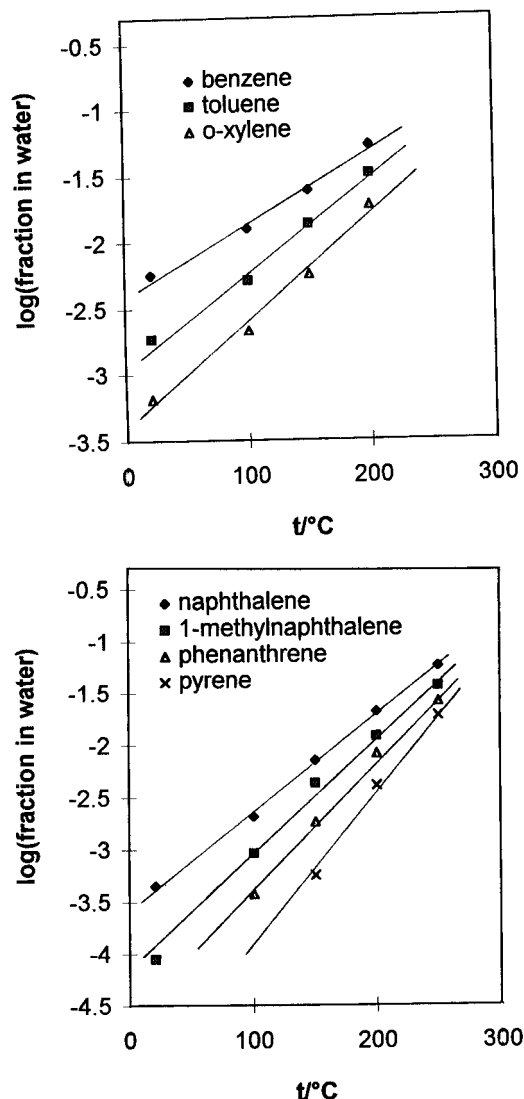 -0.5
-1
-1.5
-2
-2.5
-3
-3.5
log(fraction in water)
benzene
toluene
o-xylene
0 100 200 300
t/°C
-0.5
-1
-1.5
-2
-2.5
-3
-3.5
-4
-4.5
log(fraction in water)
naphthalene
1-methylnaphthalene
phenanthrene
pyrene
0 100 200 300
t/°C